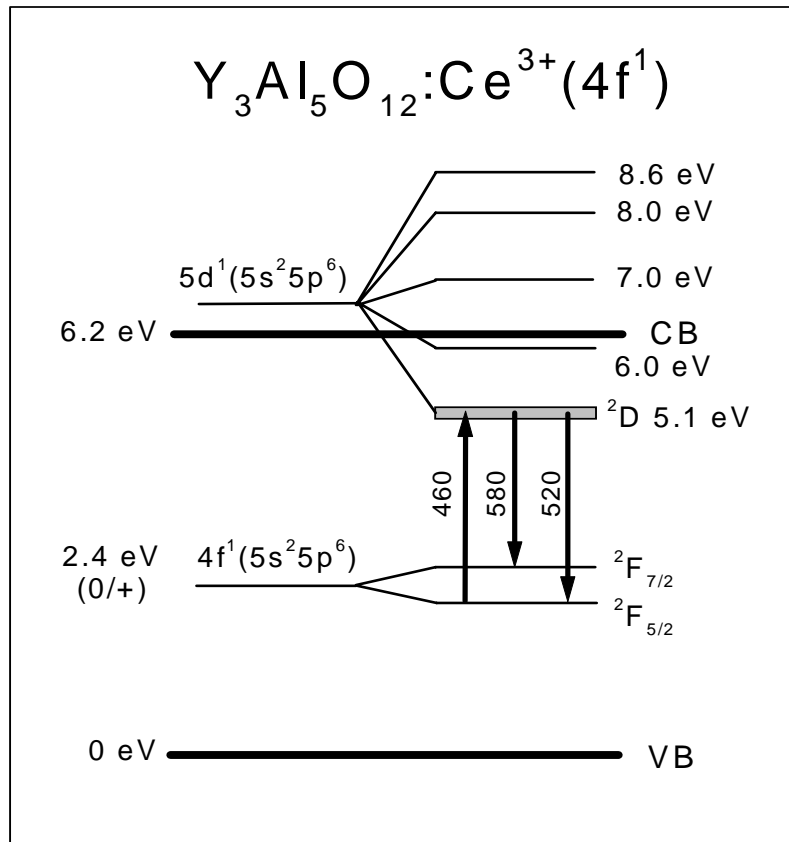 Y₃Al₅O₁₂:Ce³⁺(4f¹)
8.6 eV
8.0 eV
5d¹(5s²5p⁶)
7.0 eV
6.2 eV
CB
6.0 eV
²D 5.1 eV
460
580
520
2.4 eV
(0/+)
4f¹(5s²5p⁶)
²F₇/₂
²F₅/₂
0 eV
VB